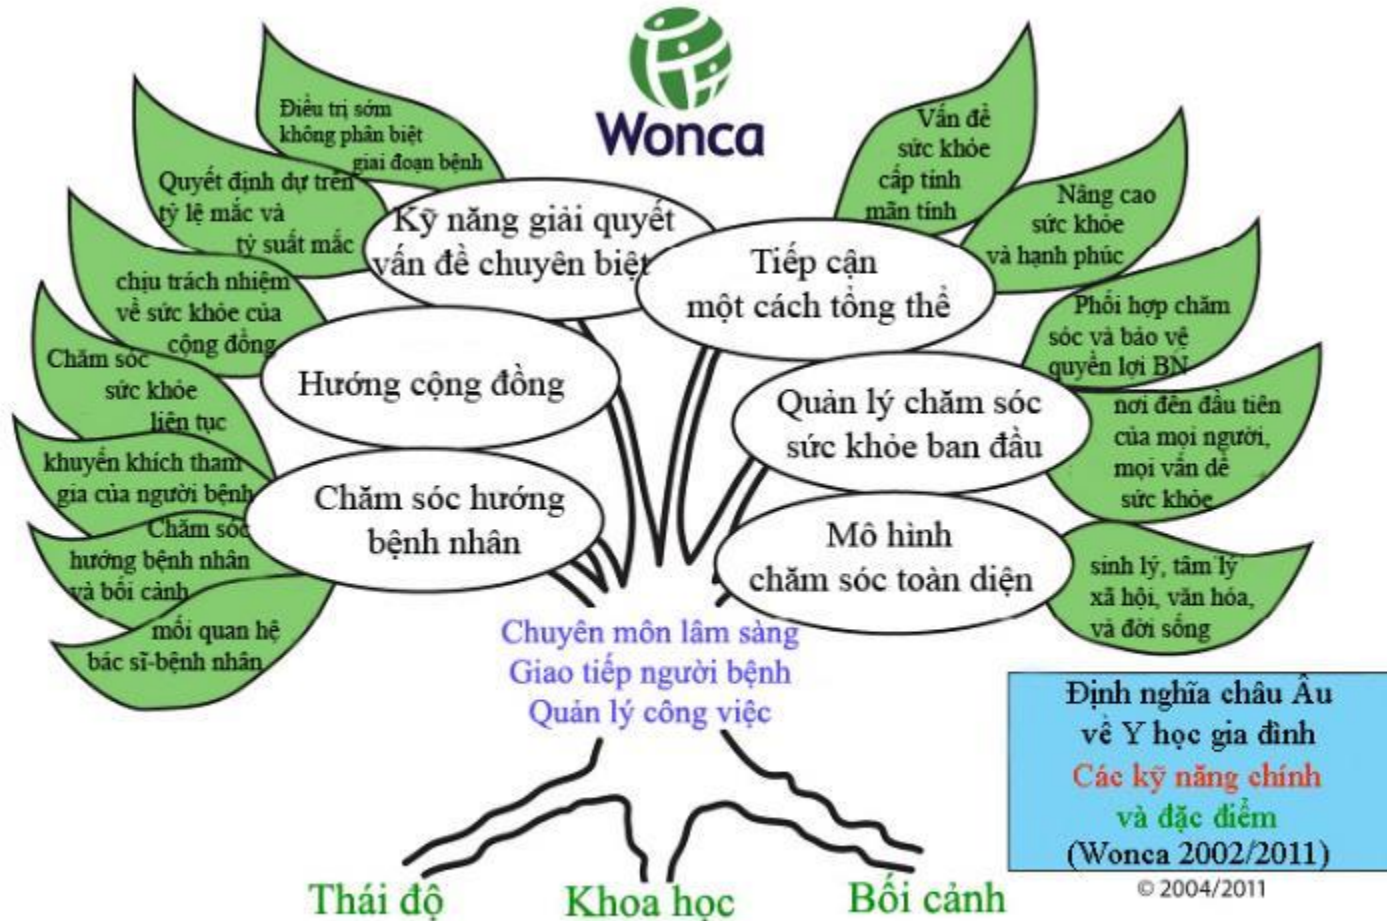 Wonca
Điều trị sớm
không phân biệt
giai đoạn bệnh
Quyết định dự trên
tỷ lệ mắc và
tỷ suất mắc
chịu trách nhiệm
về sức khỏe của
cộng đồng
Chăm sóc
sức khỏe
liên tục
khuyến khích tham
gia của người bệnh
Chăm sóc
hướng bệnh nhân
và bối cảnh
mối quan hệ
bác sĩ-bệnh nhân
Kỹ năng giải quyết
vấn đề chuyên biệt
Hướng cộng đồng
Chăm sóc hướng
bệnh nhân
Tiếp cận
một cách tổng thể
Quản lý chăm sóc
sức khỏe ban đầu
Mô hình
chăm sóc toàn diện
Vấn đề
sức khỏe
cấp tính
mãn tính
Nâng cao
sức khỏe
và hạnh phúc
Phối hợp chăm
sóc và bảo vệ
quyền lợi BN
nơi đến đầu tiên
của mọi người,
mọi vấn dề
sức khỏe
sinh lý, tâm lý
xã hội, văn hóa,
và đời sống
Chuyên môn lâm sàng
Giao tiếp người bệnh
Quản lý công việc
Định nghĩa châu Âu
về Y học gia đình
Các kỹ năng chính
và đặc điểm
(Wonca 2002/2011)
© 2004/2011
Thái độ
Khoa học
Bối cảnh